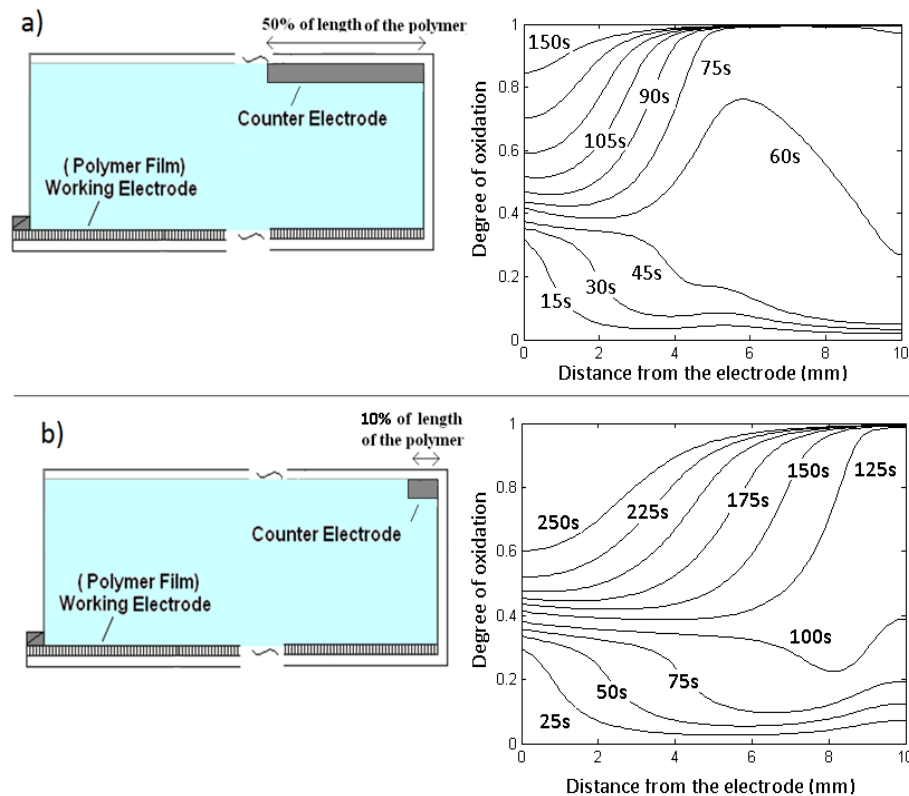 a)
50% of length of the polymer
Counter Electrode
( Polymer Film)
Working Electrode
Degree of oxidation
1
0.8
0.6
0.4
0.2
0
150s
75s
90s
105s
60s
45s
30s
15s
0 2 4 6 8 10
Distance from the electrode (mm)
b)
10% of length
of the polymer
Counter Electrode
( Polymer Film)
Working Electrode
Degree of oxidation
1
0.8
0.6
0.4
0.2
0
125s
150s
175s
225s
250s
100s
75s
50s
25s
0 2 4 6 8 10
Distance from the electrode (mm)